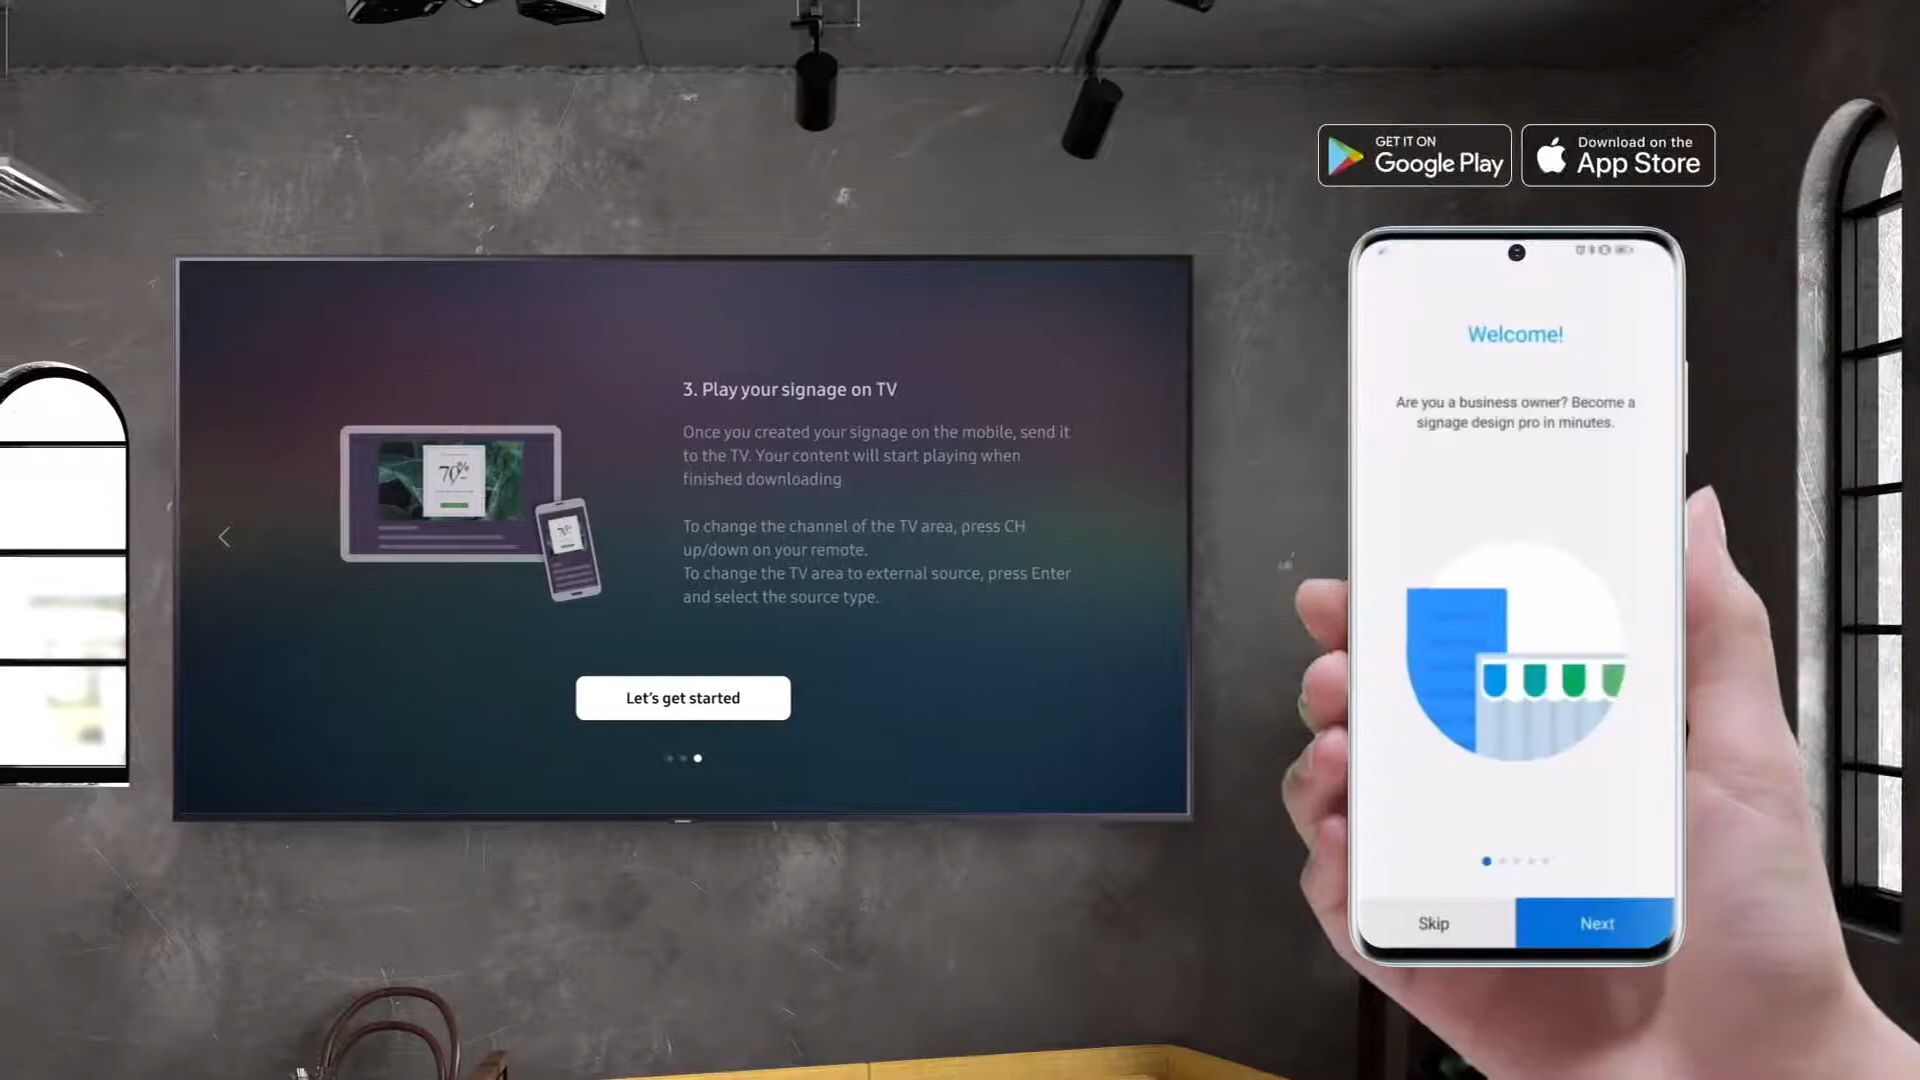 GET IT ON
Google Play
Download on the
App Store
3. Play your signage on TV
Once you created your signage on the mobile, send it
to the TV. Your content will start playing when
finished downloading
To change the channel of the TV area, press CH
up/down on your remote.
To change the TV area to external source, press Enter
and select the source type.
70%
Let's get started
Welcome!
Are you a business owner? Become a
signage design pro in minutes.
Skip
Next